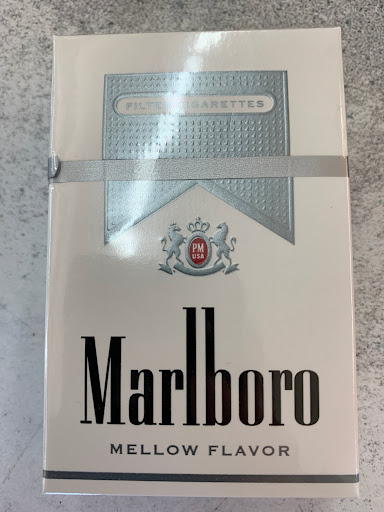 FILTER CIGARETTES
PM
USA
Marlboro
MELLOW FLAVOR